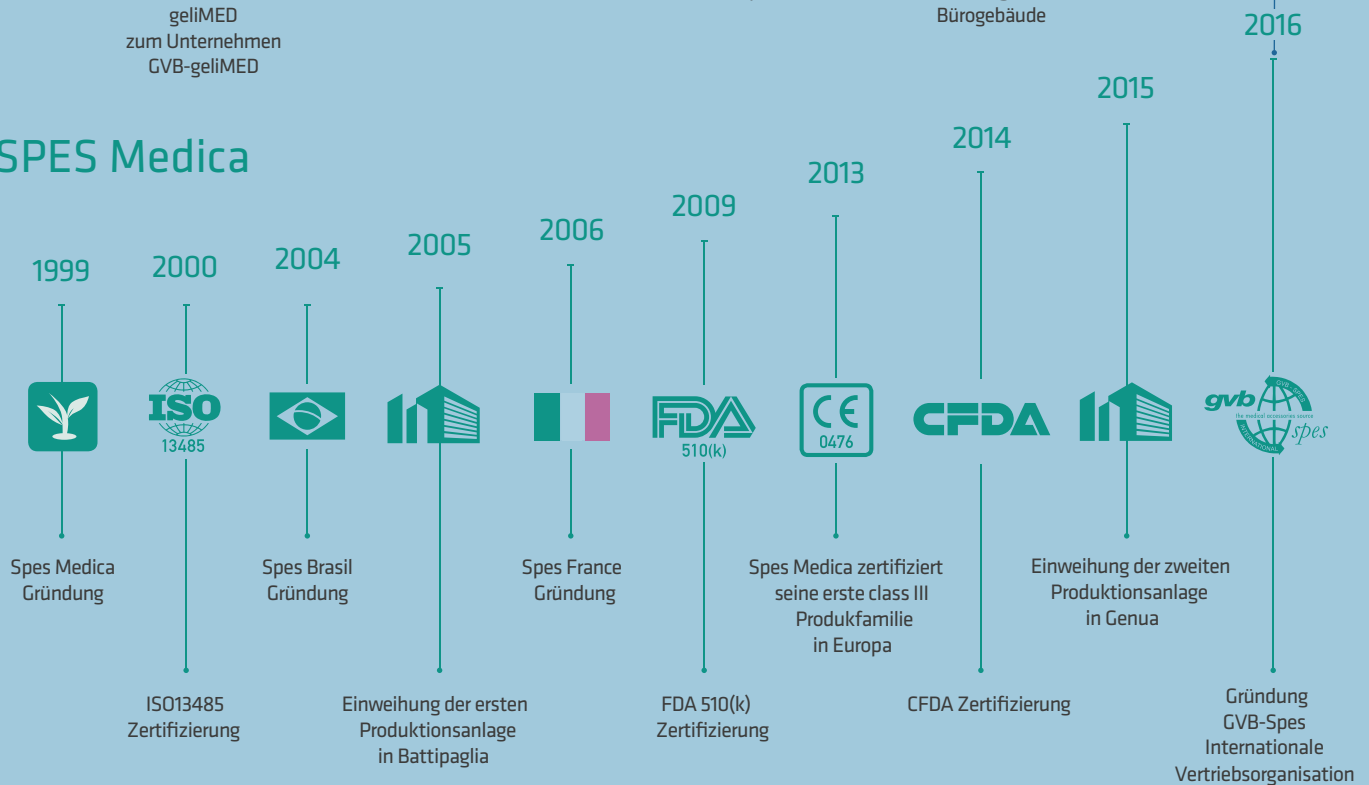 geliMED
zum Unternehmen
GVB-geliMED
Bürogebäude
SPES Medica
1999
2000
2004
2005
2006
2009
2013
2014
2015
2016
ISO
13485
FDA
510(k)
CE
0476
CFDA
gvb
the medical accessories source
GVB - SPES
INTERNATIONAL
spes
Spes Medica
Gründung
ISO13485
Zertifizierung
Spes Brasil
Gründung
Einweihung der ersten
Produktionsanlage
in Battipaglia
Spes France
Gründung
FDA 510(k)
Zertifizierung
Spes Medica zertifiziert
seine erste class III
Produkfamilie
in Europa
CFDA Zertifizierung
Einweihung der zweiten
Produktionsanlage
in Genua
Gründung
GVB-Spes
Internationale
Vertriebsorganisation